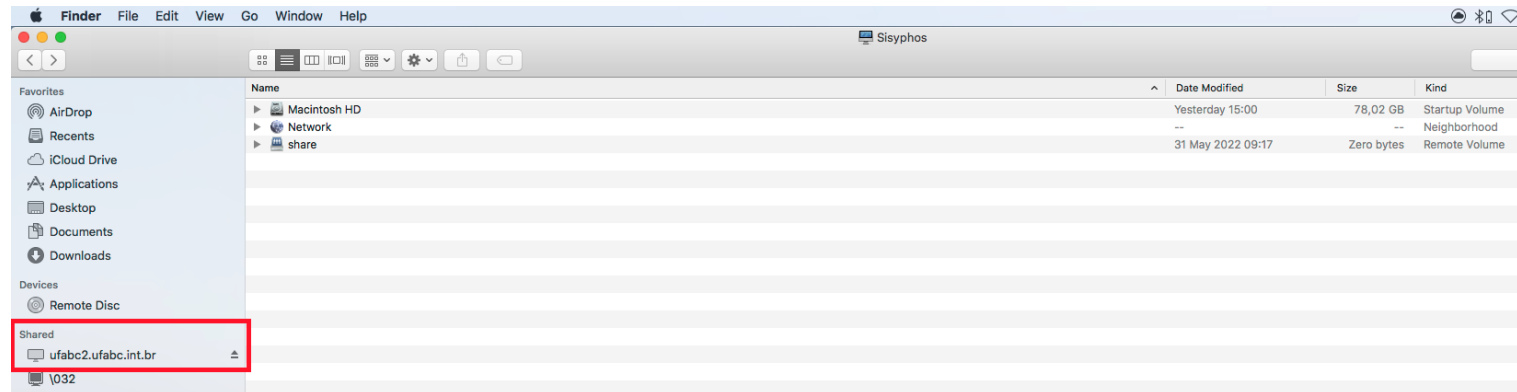 Finder File Edit View Go Window Help
Sisyphos
Favorites
AirDrop
Recents
iCloud Drive
Applications
Desktop
Documents
Downloads
Devices
Remote Disc
Shared
ufabc2.ufabc.int.br
\032
Name Date Modified Size Kind
Macintosh HD Yesterday 15:00 78,02 GB Startup Volume
Network -- -- Neighborhood
share 31 May 2022 09:17 Zero bytes Remote Volume